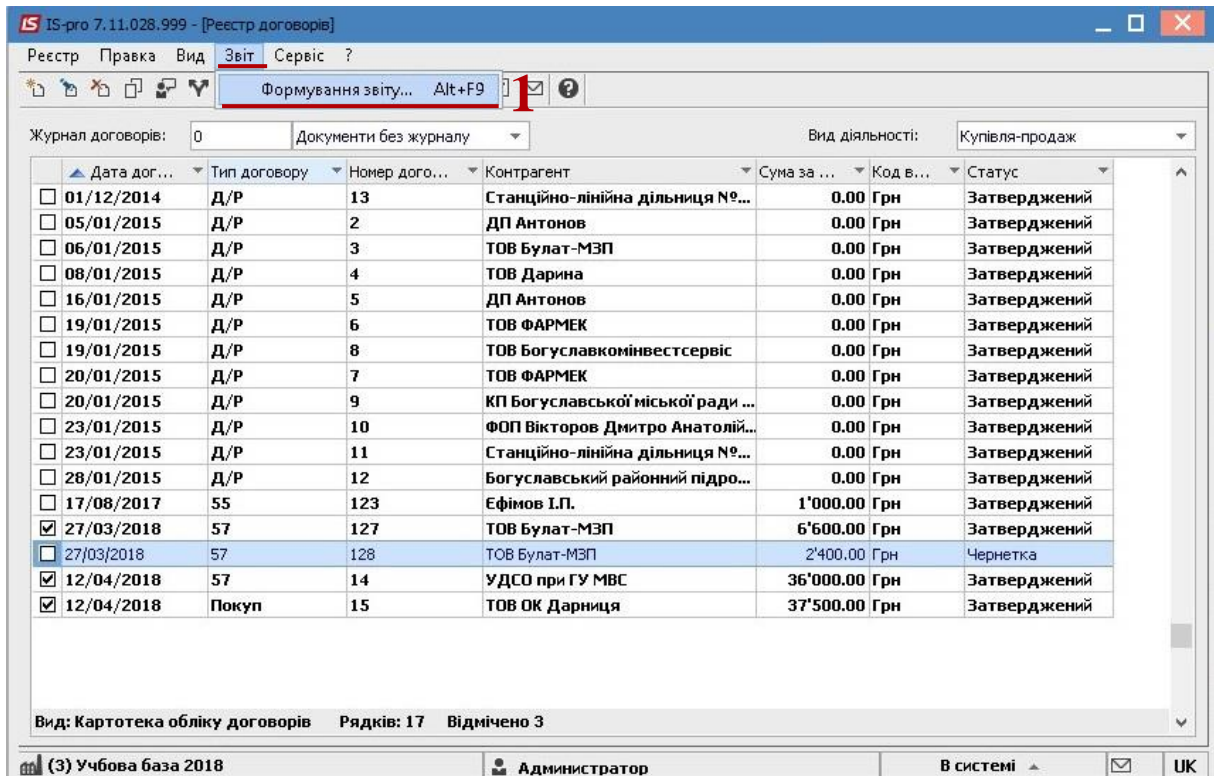 IS IS-pro 7.11.028.999 - [Реєстр договорів]
Реєстр Правка Вид Звіт Сервіс ?
Формування звіту... Alt+F9 1
Журнал договорів: 0 Документи без журналу Вид діяльності: Купівля-продаж
Дата дог... Тип договору Номер дого... Контрагент Сума за ... Код в... Статус
01/12/2014 Д/Р 13 Станційно-лінійна дільниця №... 0.00 Грн Затверджений
05/01/2015 Д/Р 2 ДП Антонов 0.00 Грн Затверджений
06/01/2015 Д/Р 3 ТОВ Булат-МЗП 0.00 Грн Затверджений
08/01/2015 Д/Р 4 ТОВ Дарина 0.00 Грн Затверджений
16/01/2015 Д/Р 5 ДП Антонов 0.00 Грн Затверджений
19/01/2015 Д/Р 6 ТОВ ФАРМЕК 0.00 Грн Затверджений
19/01/2015 Д/Р 8 ТОВ Богуславкомінвестсервіс 0.00 Грн Затверджений
20/01/2015 Д/Р 7 ТОВ ФАРМЕК 0.00 Грн Затверджений
20/01/2015 Д/Р 9 КП Богуславської міської ради ... 0.00 Грн Затверджений
23/01/2015 Д/Р 10 ФОП Вікторов Дмитро Анатолій... 0.00 Грн Затверджений
23/01/2015 Д/Р 11 Станційно-лінійна дільниця №... 0.00 Грн Затверджений
28/01/2015 Д/Р 12 Богуславський районний підро... 0.00 Грн Затверджений
17/08/2017 55 123 Єфімов І.П. 1'000.00 Грн Затверджений
27/03/2018 57 127 ТОВ Булат-МЗП 6'600.00 Грн Затверджений
27/03/2018 57 128 ТОВ Булат-МЗП 2'400.00 Грн Чернетка
12/04/2018 57 14 УДСО при ГУ МВС 36'000.00 Грн Затверджений
12/04/2018 Покуп 15 ТОВ ОК Дарниця 37'500.00 Грн Затверджений
Вид: Картотека обліку договорів Рядків: 17 Відмічено 3
(3) Учбова база 2018 Администратор В системі UK